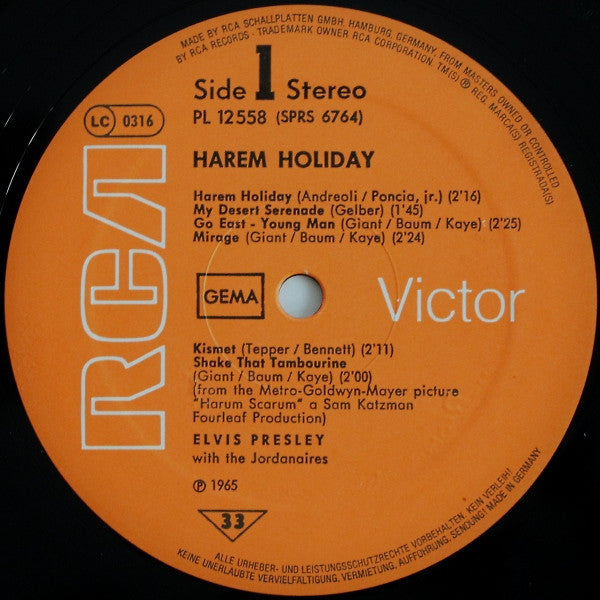 MADE BY RCA SCHALLPLATTEN GMBH, HAMBURG, GERMANY, FROM MASTERS OWNED OR CONTROLLED
BY RCA RECORDS · TRADEMARK OWNER RCA CORPORATION. TM(S) ® REG. MARCA(S) REGISTRADA(S)
Side 1 Stereo
PL 12558 (SPRS 6764)
LC 0316
HAREM HOLIDAY
Harem Holiday (Andreoli / Poncia, jr.) (2'16)
My Desert Serenade (Gelber) (1'45)
Go East - Young Man (Giant / Baum / Kaye) (2'25)
Mirage (Giant / Baum / Kaye) (2'24)
RCA
GEMA
Victor
Kismet (Tepper / Bennett) (2'11)
Shake That Tambourine
(Giant / Baum / Kaye) (2'00)
(from the Metro-Goldwyn-Mayer picture
"Harum Scarum" a Sam Katzman
Fourleaf Production)
ELVIS PRESLEY
with the Jordanaires
℗ 1965
33
ALLE URHEBER- UND LEISTUNGSSCHUTZRECHTE VORBEHALTEN. KEIN VERLEIH!
KEINE UNERLAUBTE VERVIELFÄLTIGUNG, VERMIETUNG, AUFFÜHRUNG, SENDUNG! MADE IN GERMANY